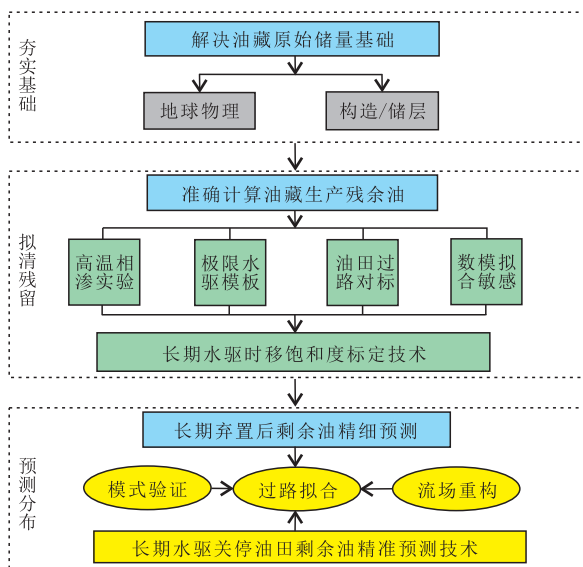 夯实基础
解决油藏原始储量基础
地球物理
构造/储层
拟清残留
准确计算油藏生产残余油
高温相
渗实验
极限水
驱模板
油田过
路对标
数模拟
合敏感
长期水驱时移饱和度标定技术
预测分布
长期弃置后剩余油精细预测
模式验证
过路拟合
流场重构
长期水驱关停油田剩余油精准预测技术